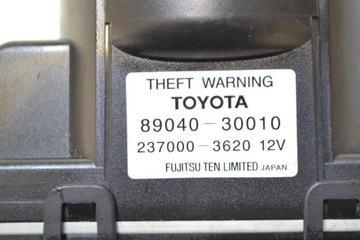 THEFT WARNING
TOYOTA
89040-30010
237000-3620 12V
FUJITSU TEN LIMITED JAPAN